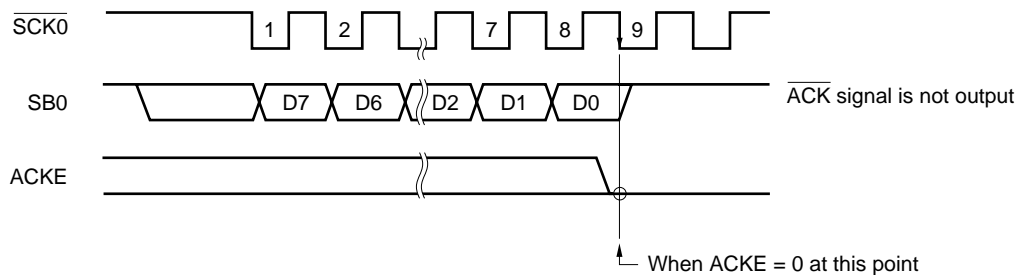 SCK0
1 2 7 8 9
SB0
D7 D6 D2 D1 D0
ACK signal is not output
ACKE
When ACKE = 0 at this point